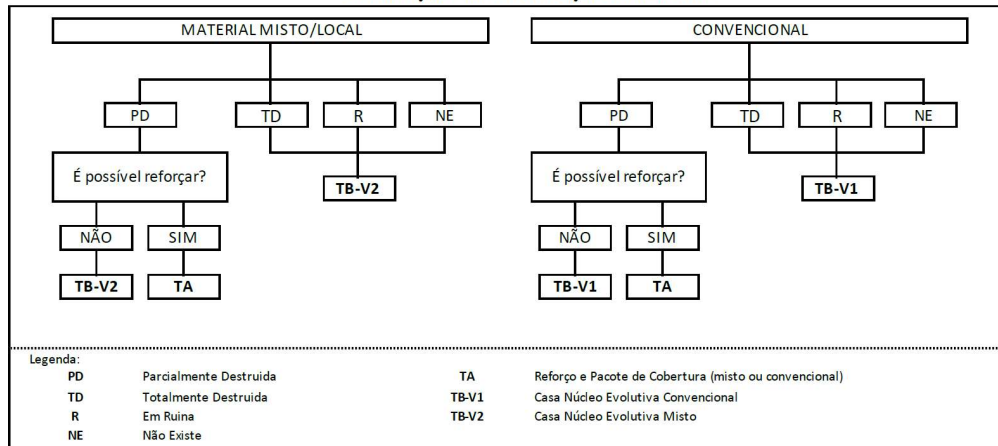 MATERIAL MISTO/LOCAL
CONVENCIONAL
PD
TD
R
NE
PD
TD
R
NE
É possível reforçar?
TB-V2
É possível reforçar?
TB-V1
NÃO
SIM
NÃO
SIM
TB-V2
TA
TB-V1
TA
Legenda:
PD Parcialmente Destruida
TA Reforço e Pacote de Cobertura (misto ou convencional)
TD Totalmente Destruida
TB-V1 Casa Núcleo Evolutiva Convencional
R Em Ruina
TB-V2 Casa Núcleo Evolutiva Misto
NE Não Existe